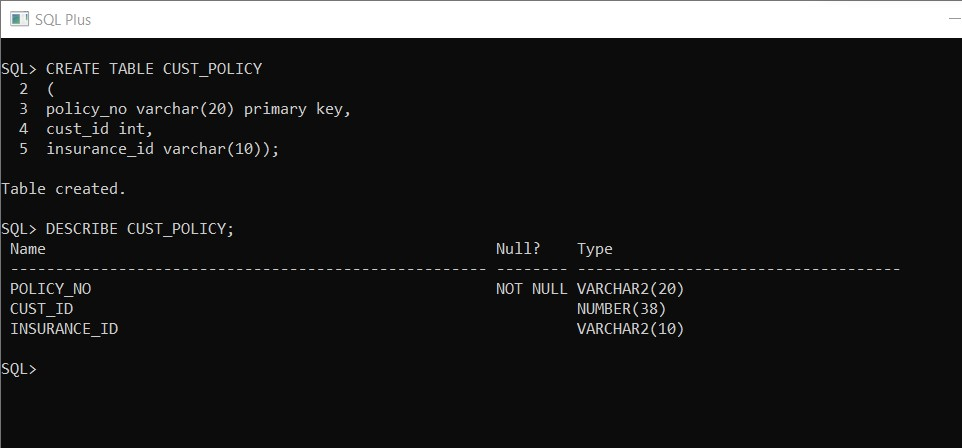 SQL Plus
SQL> CREATE TABLE CUST_POLICY
2 (
3 policy_no varchar(20) primary key,
4 cust_id int,
5 insurance_id varchar(10));
Table created.
SQL> DESCRIBE CUST_POLICY;
Name Null? Type
----------------------------------------------------- -------- ------------------------------------
POLICY_NO NOT NULL VARCHAR2(20)
CUST_ID NUMBER(38)
INSURANCE_ID VARCHAR2(10)
SQL>